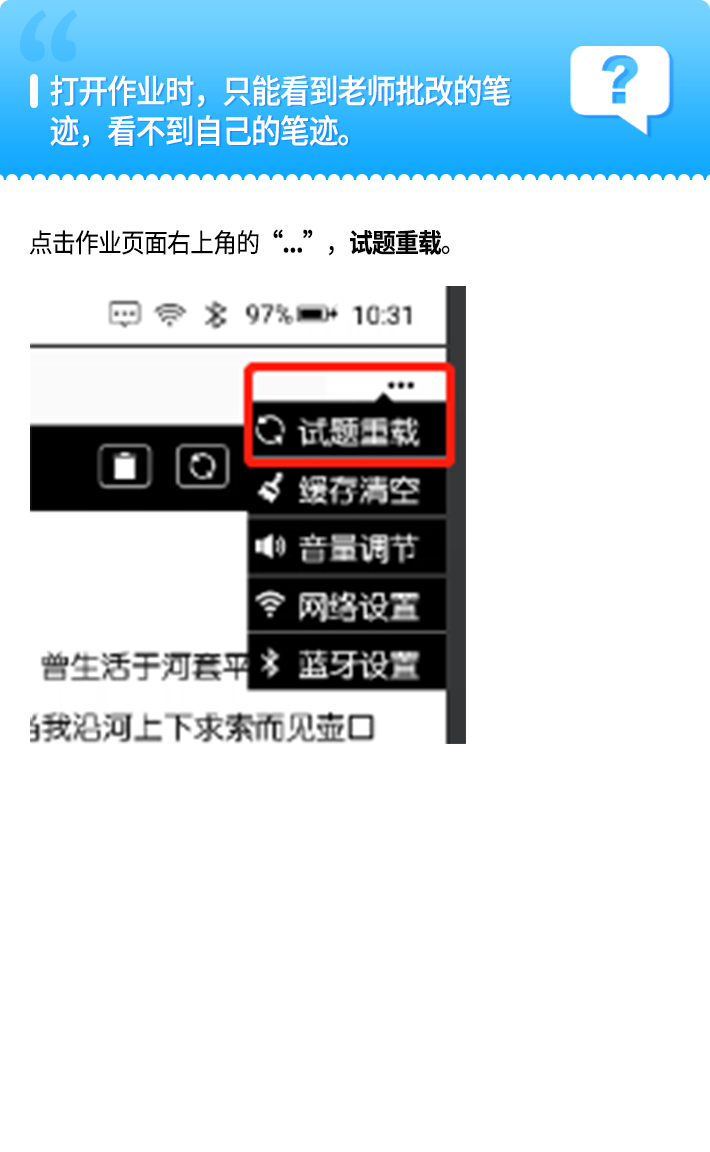 打开作业时，只能看到老师批改的笔
迹，看不到自己的笔迹。
点击作业页面右上角的“...”，试题重载。
97% 10:31
...
试题重载
缓存清空
音量调节
网络设置
曾生活于河套平
蓝牙设置
当我沿河上下求索而见壶口